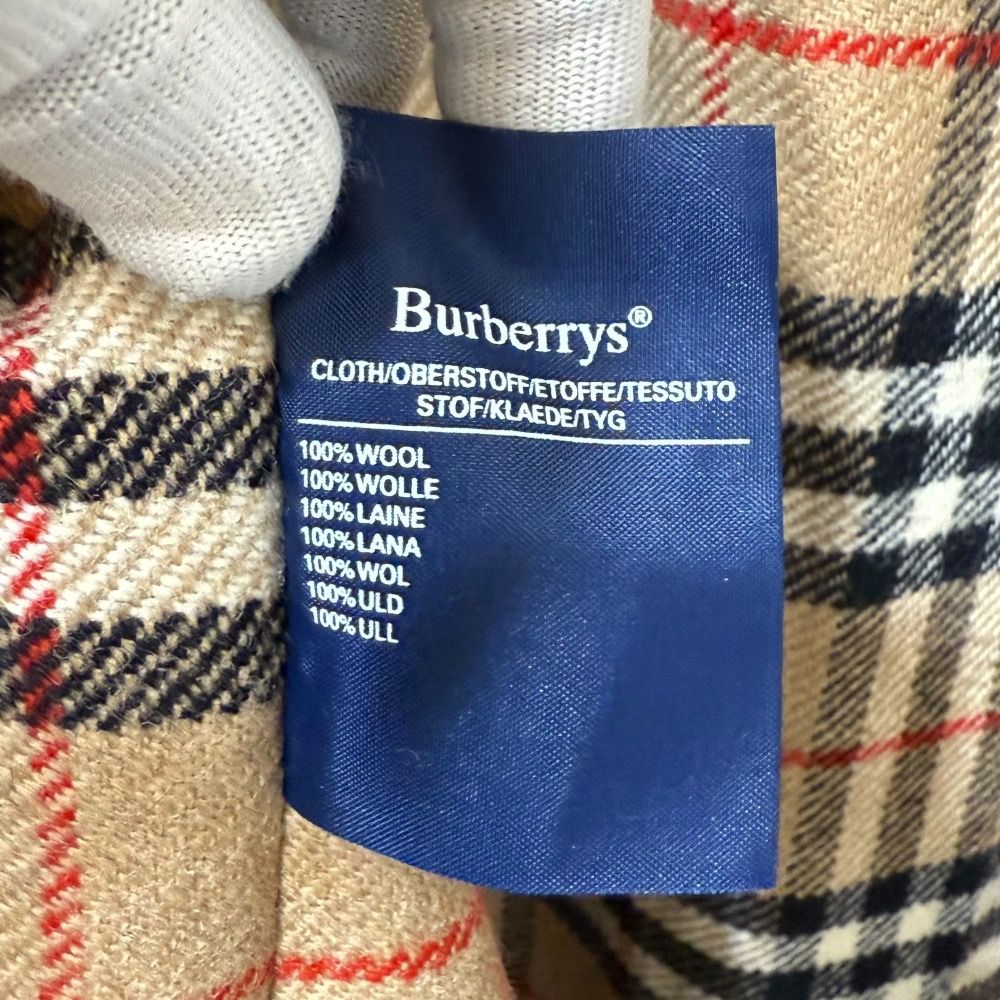 Burberrys®
CLOTH/OBERSTOFF/ETOFFE/TESSUTO
STOF/KLAEDE/TYG
100% WOOL
100% WOLLE
100% LAINE
100% LANA
100% WOL
100% ULD
100% ULL